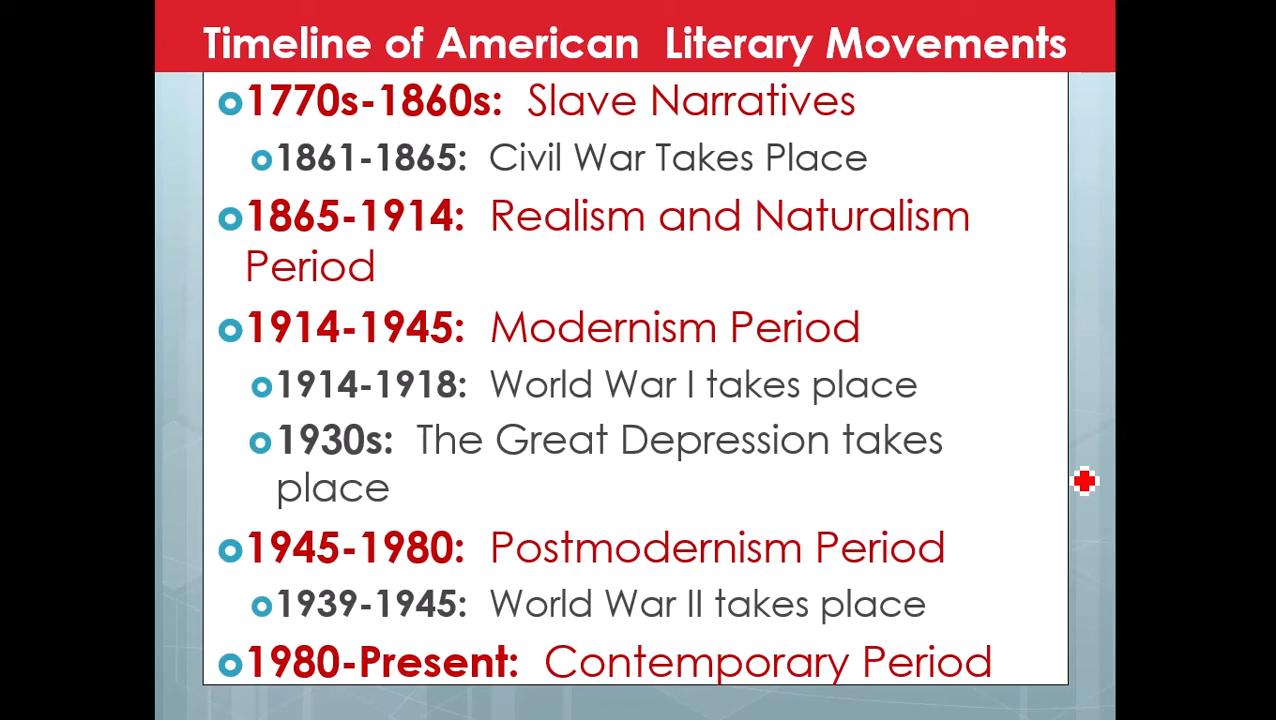 Timeline of American Literary Movements
1770s-1860s: Slave Narratives
1861-1865: Civil War Takes Place
1865-1914: Realism and Naturalism
Period
1914-1945: Modernism Period
1914-1918: World War I takes place
1930s: The Great Depression takes
place
1945-1980: Postmodernism Period
1939-1945: World War II takes place
1980-Present: Contemporary Period